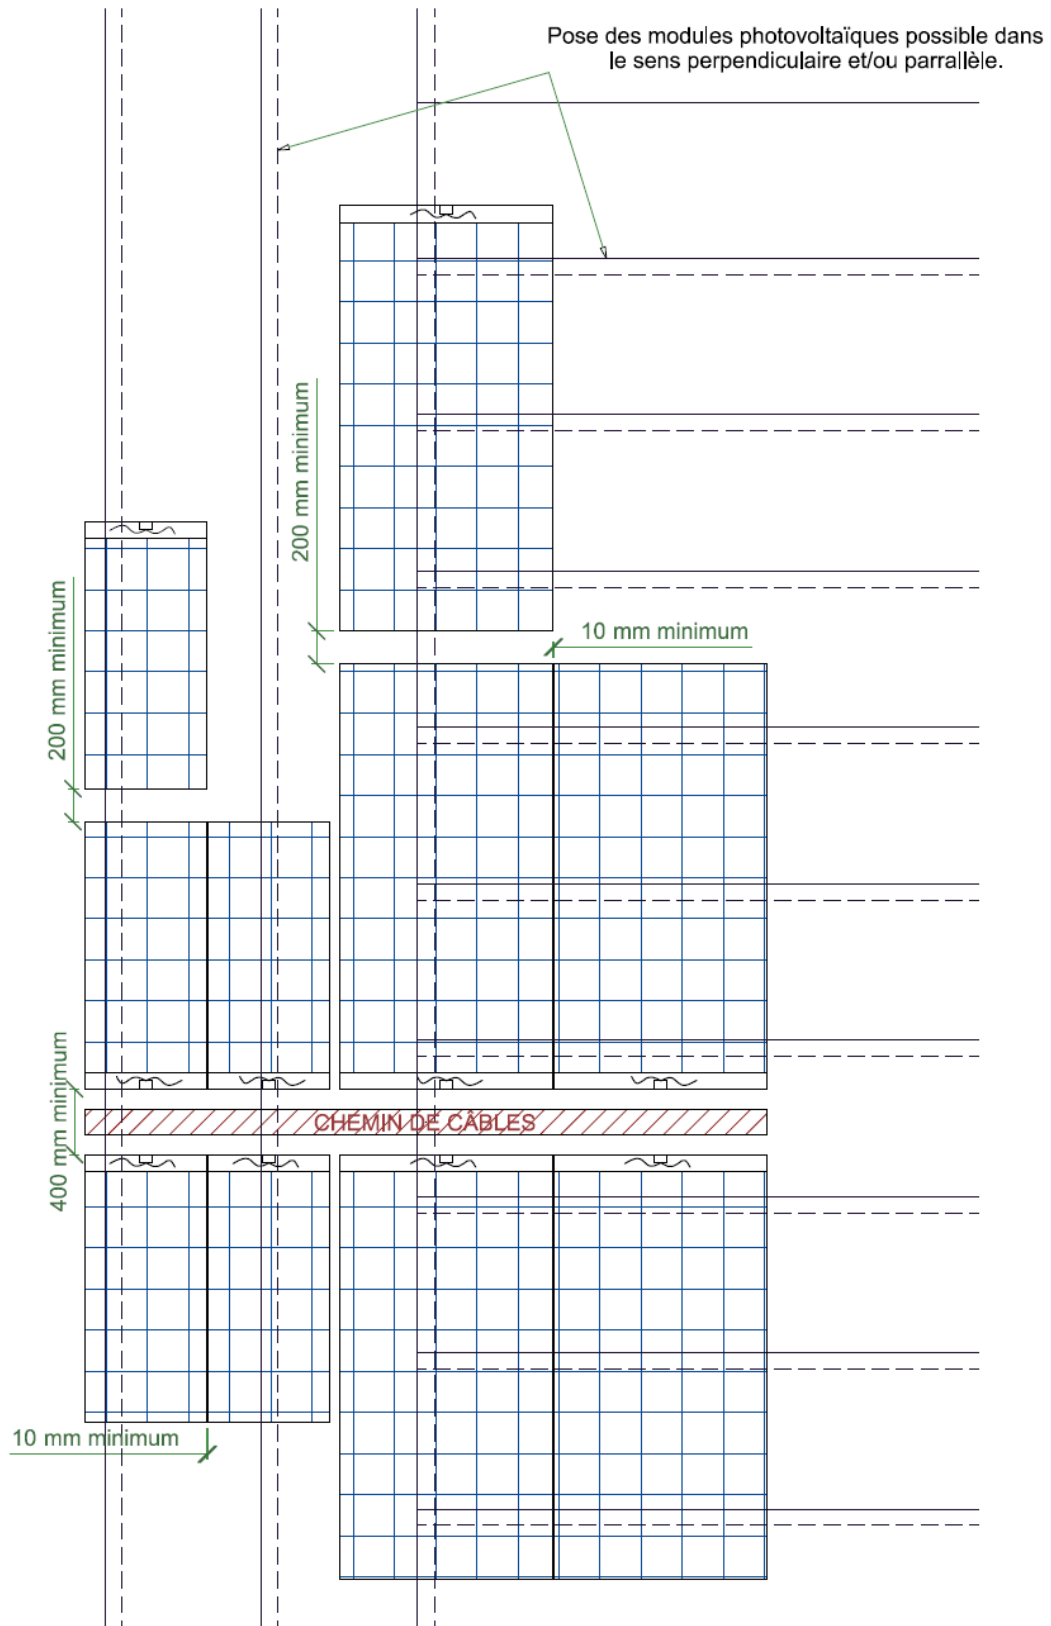 Pose des modules photovoltaïques possible dans
le sens perpendiculaire et/ou parrallèle.
200 mm minimum
200 mm minimum
10 mm minimum
400 mm minimum
CHEMIN DE CÂBLES
10 mm minimum